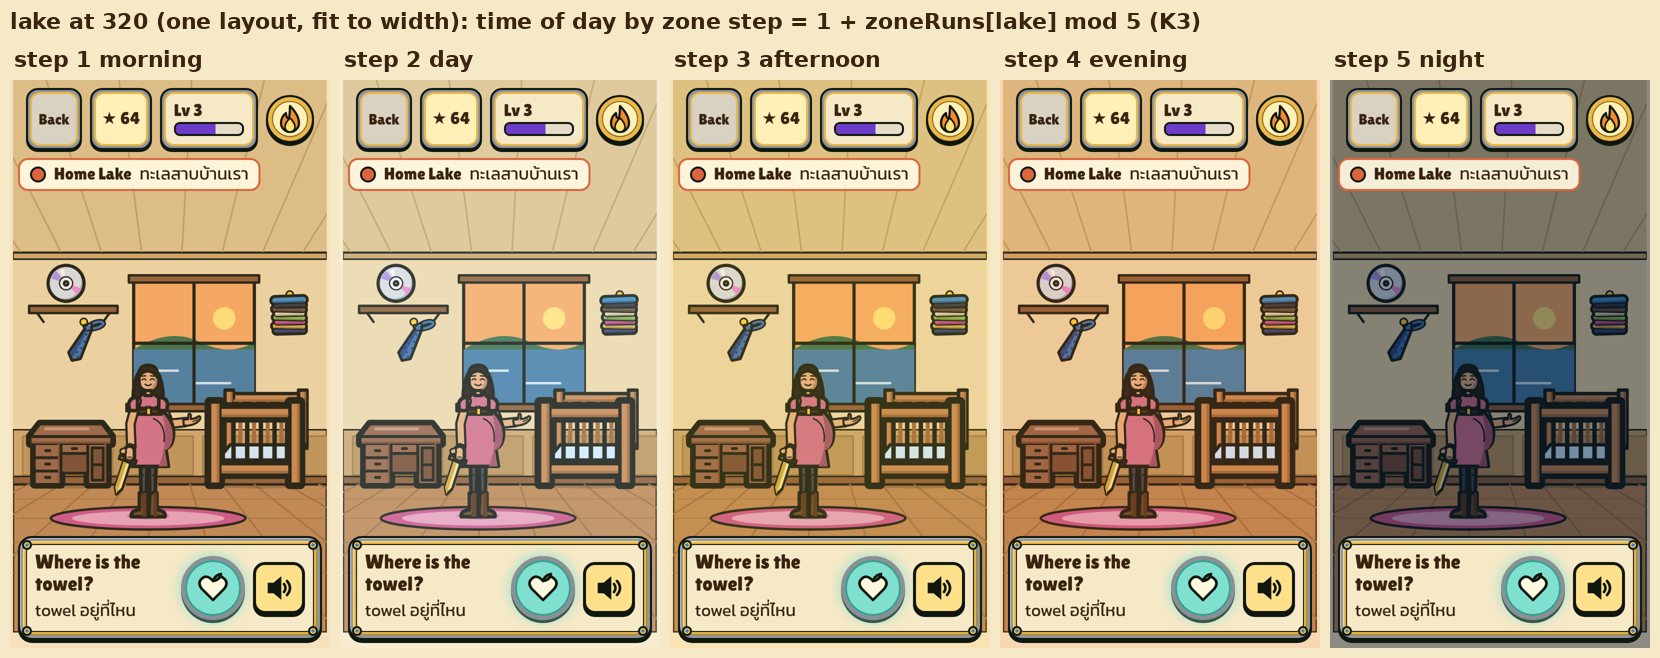 lake at 320 (one layout, fit to width): time of day by zone step = 1 + zoneRuns[lake] mod 5 (K3)
step 1 morning
Back
★ 64
Lv 3
Home Lake ทะเลสาบบ้านเรา
Where is the
towel?
towel อยู่ที่ไหน
step 2 day
Back
★ 64
Lv 3
Home Lake ทะเลสาบบ้านเรา
Where is the
towel?
towel อยู่ที่ไหน
step 3 afternoon
Back
★ 64
Lv 3
Home Lake ทะเลสาบบ้านเรา
Where is the
towel?
towel อยู่ที่ไหน
step 4 evening
Back
★ 64
Lv 3
Home Lake ทะเลสาบบ้านเรา
Where is the
towel?
towel อยู่ที่ไหน
step 5 night
Back
★ 64
Lv 3
Home Lake ทะเลสาบบ้านเรา
Where is the
towel?
towel อยู่ที่ไหน